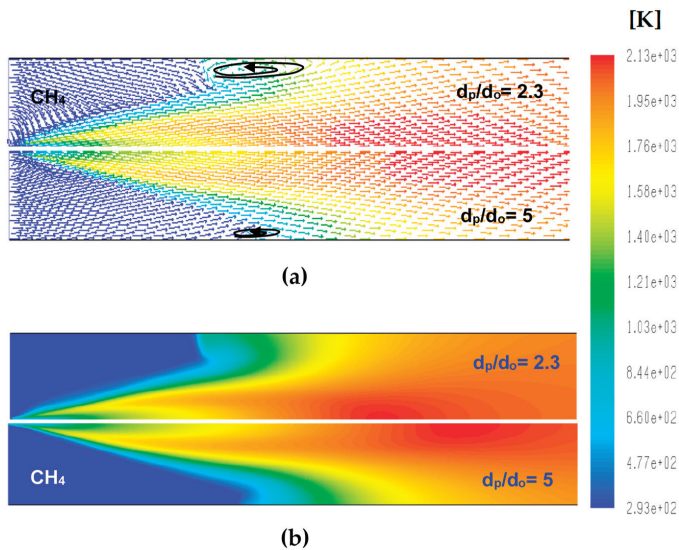 [K]
CH₄
dₚ/dₒ= 2.3
dₚ/dₒ= 5
(a)
dₚ/dₒ= 2.3
CH₄
dₚ/dₒ= 5
(b)
2.13e+03
1.95e+03
1.76e+03
1.58e+03
1.40e+03
1.21e+03
1.03e+03
8.44e+02
6.60e+02
4.77e+02
2.93e+02